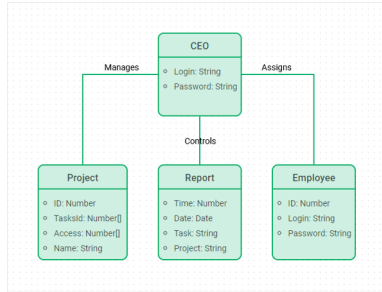 CEO
Login: String
Password: String
Manages
Assigns
Controls
Project
ID: Number
TasksId: Number[]
Access: Number[]
Name: String
Report
Time: Number
Date: Date
Task: String
Project: String
Employee
ID: Number
Login: String
Password: String